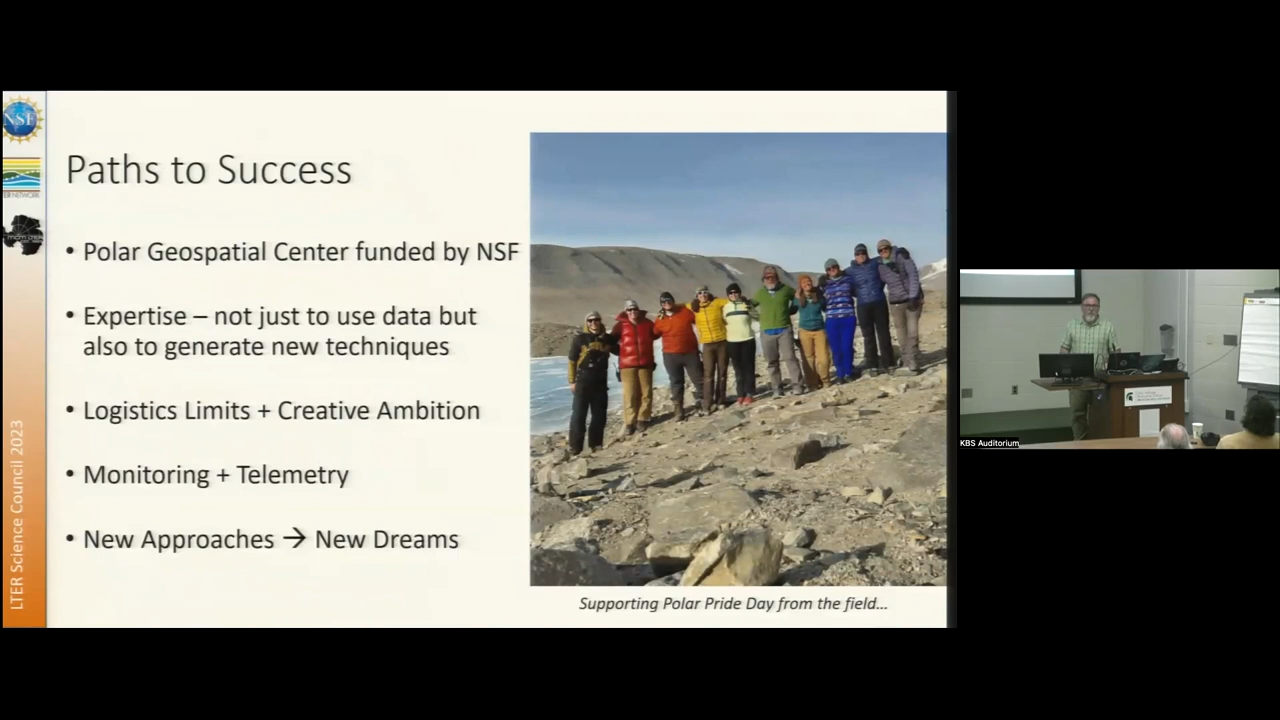 NSF
Paths to Success
• Polar Geospatial Center funded by NSF
• Expertise – not just to use data but
also to generate new techniques
• Logistics Limits + Creative Ambition
• Monitoring + Telemetry
• New Approaches → New Dreams
Supporting Polar Pride Day from the field...
LTER Science Council 2023
KBS Auditorium